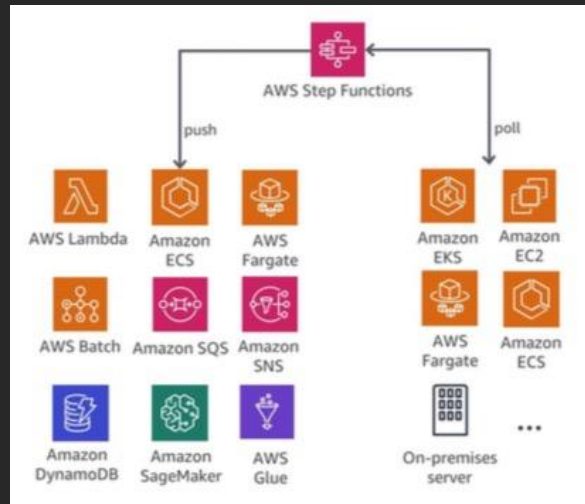 AWS Step Functions
push
poll
AWS Lambda
Amazon
ECS
AWS
Fargate
Amazon
EKS
Amazon
EC2
AWS Batch
Amazon SQS
Amazon
SNS
AWS
Fargate
Amazon
ECS
Amazon
DynamoDB
Amazon
SageMaker
AWS
Glue
On-premises
server
...